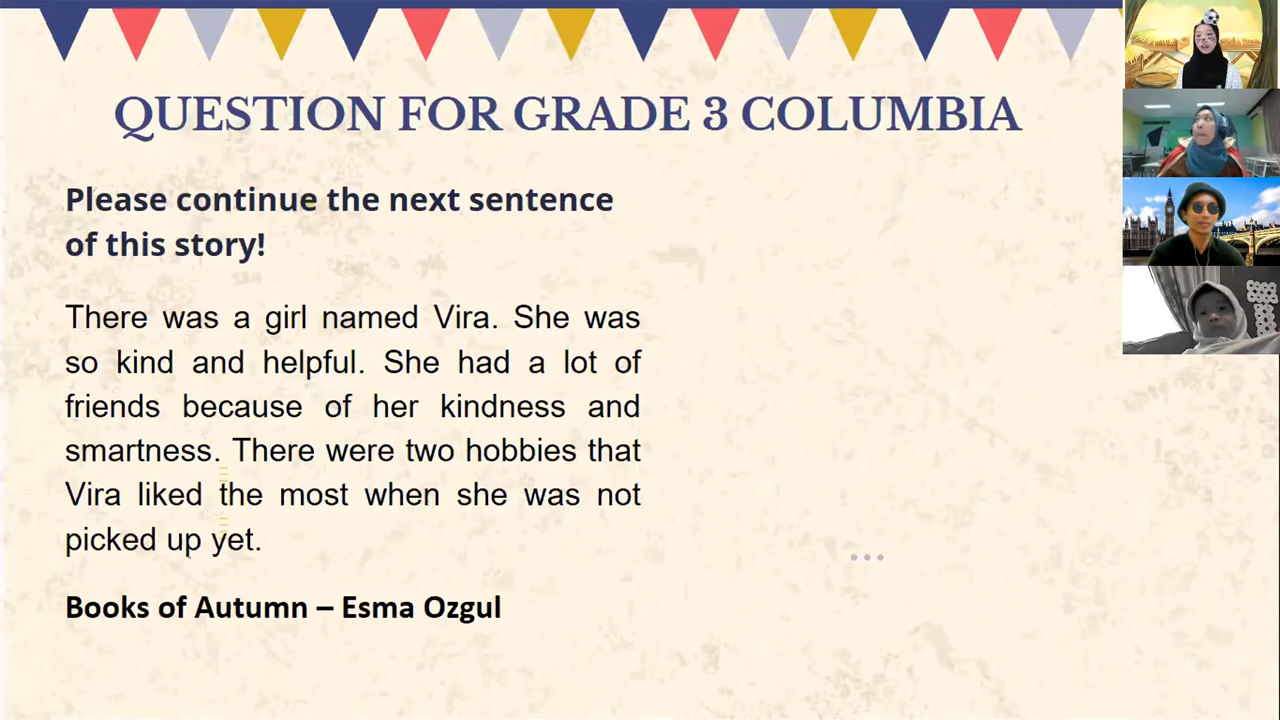 QUESTION FOR GRADE 3 COLUMBIA
Please continue the next sentence
of this story!
There was a girl named Vira. She was
so kind and helpful. She had a lot of
friends because of her kindness and
smartness. There were two hobbies that
Vira liked the most when she was not
picked up yet.
Books of Autumn – Esma Ozgul